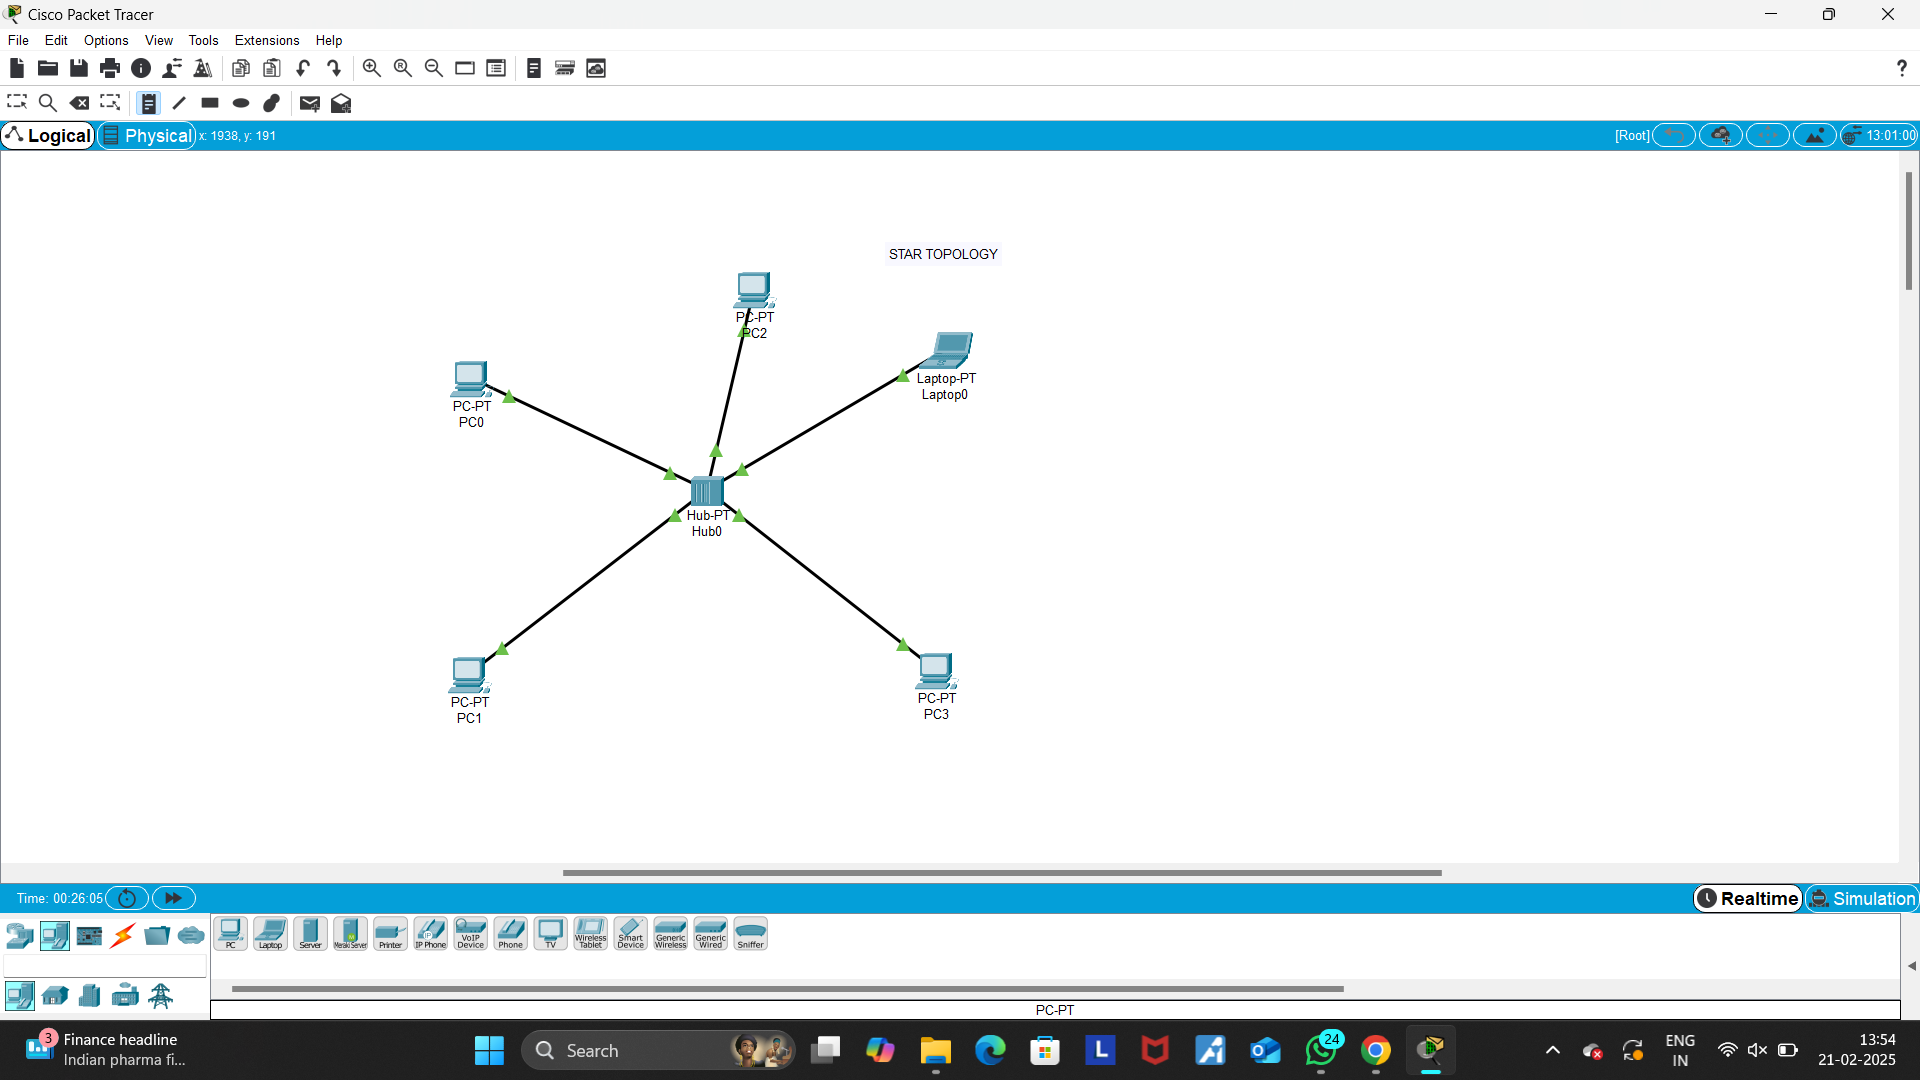 Cisco Packet Tracer
File Edit Options View Tools Extensions Help
?
Logical Physical x: 1938, y: 191 [Root] 13:01:00
STAR TOPOLOGY
PC-PT
PC2
Laptop-PT
Laptop0
PC-PT
PC0
Hub-PT
Hub0
PC-PT
PC1
PC-PT
PC3
Time: 00:26:05 Realtime Simulation
PC Laptop Server Meraki Server Printer IP Phone VoIP Device Phone TV Wireless Tablet Smart Device Generic Wireless Generic Wired Sniffer
PC-PT
3 Finance headline
Indian pharma fi...
Search
24
ENG
IN
13:54
21-02-2025